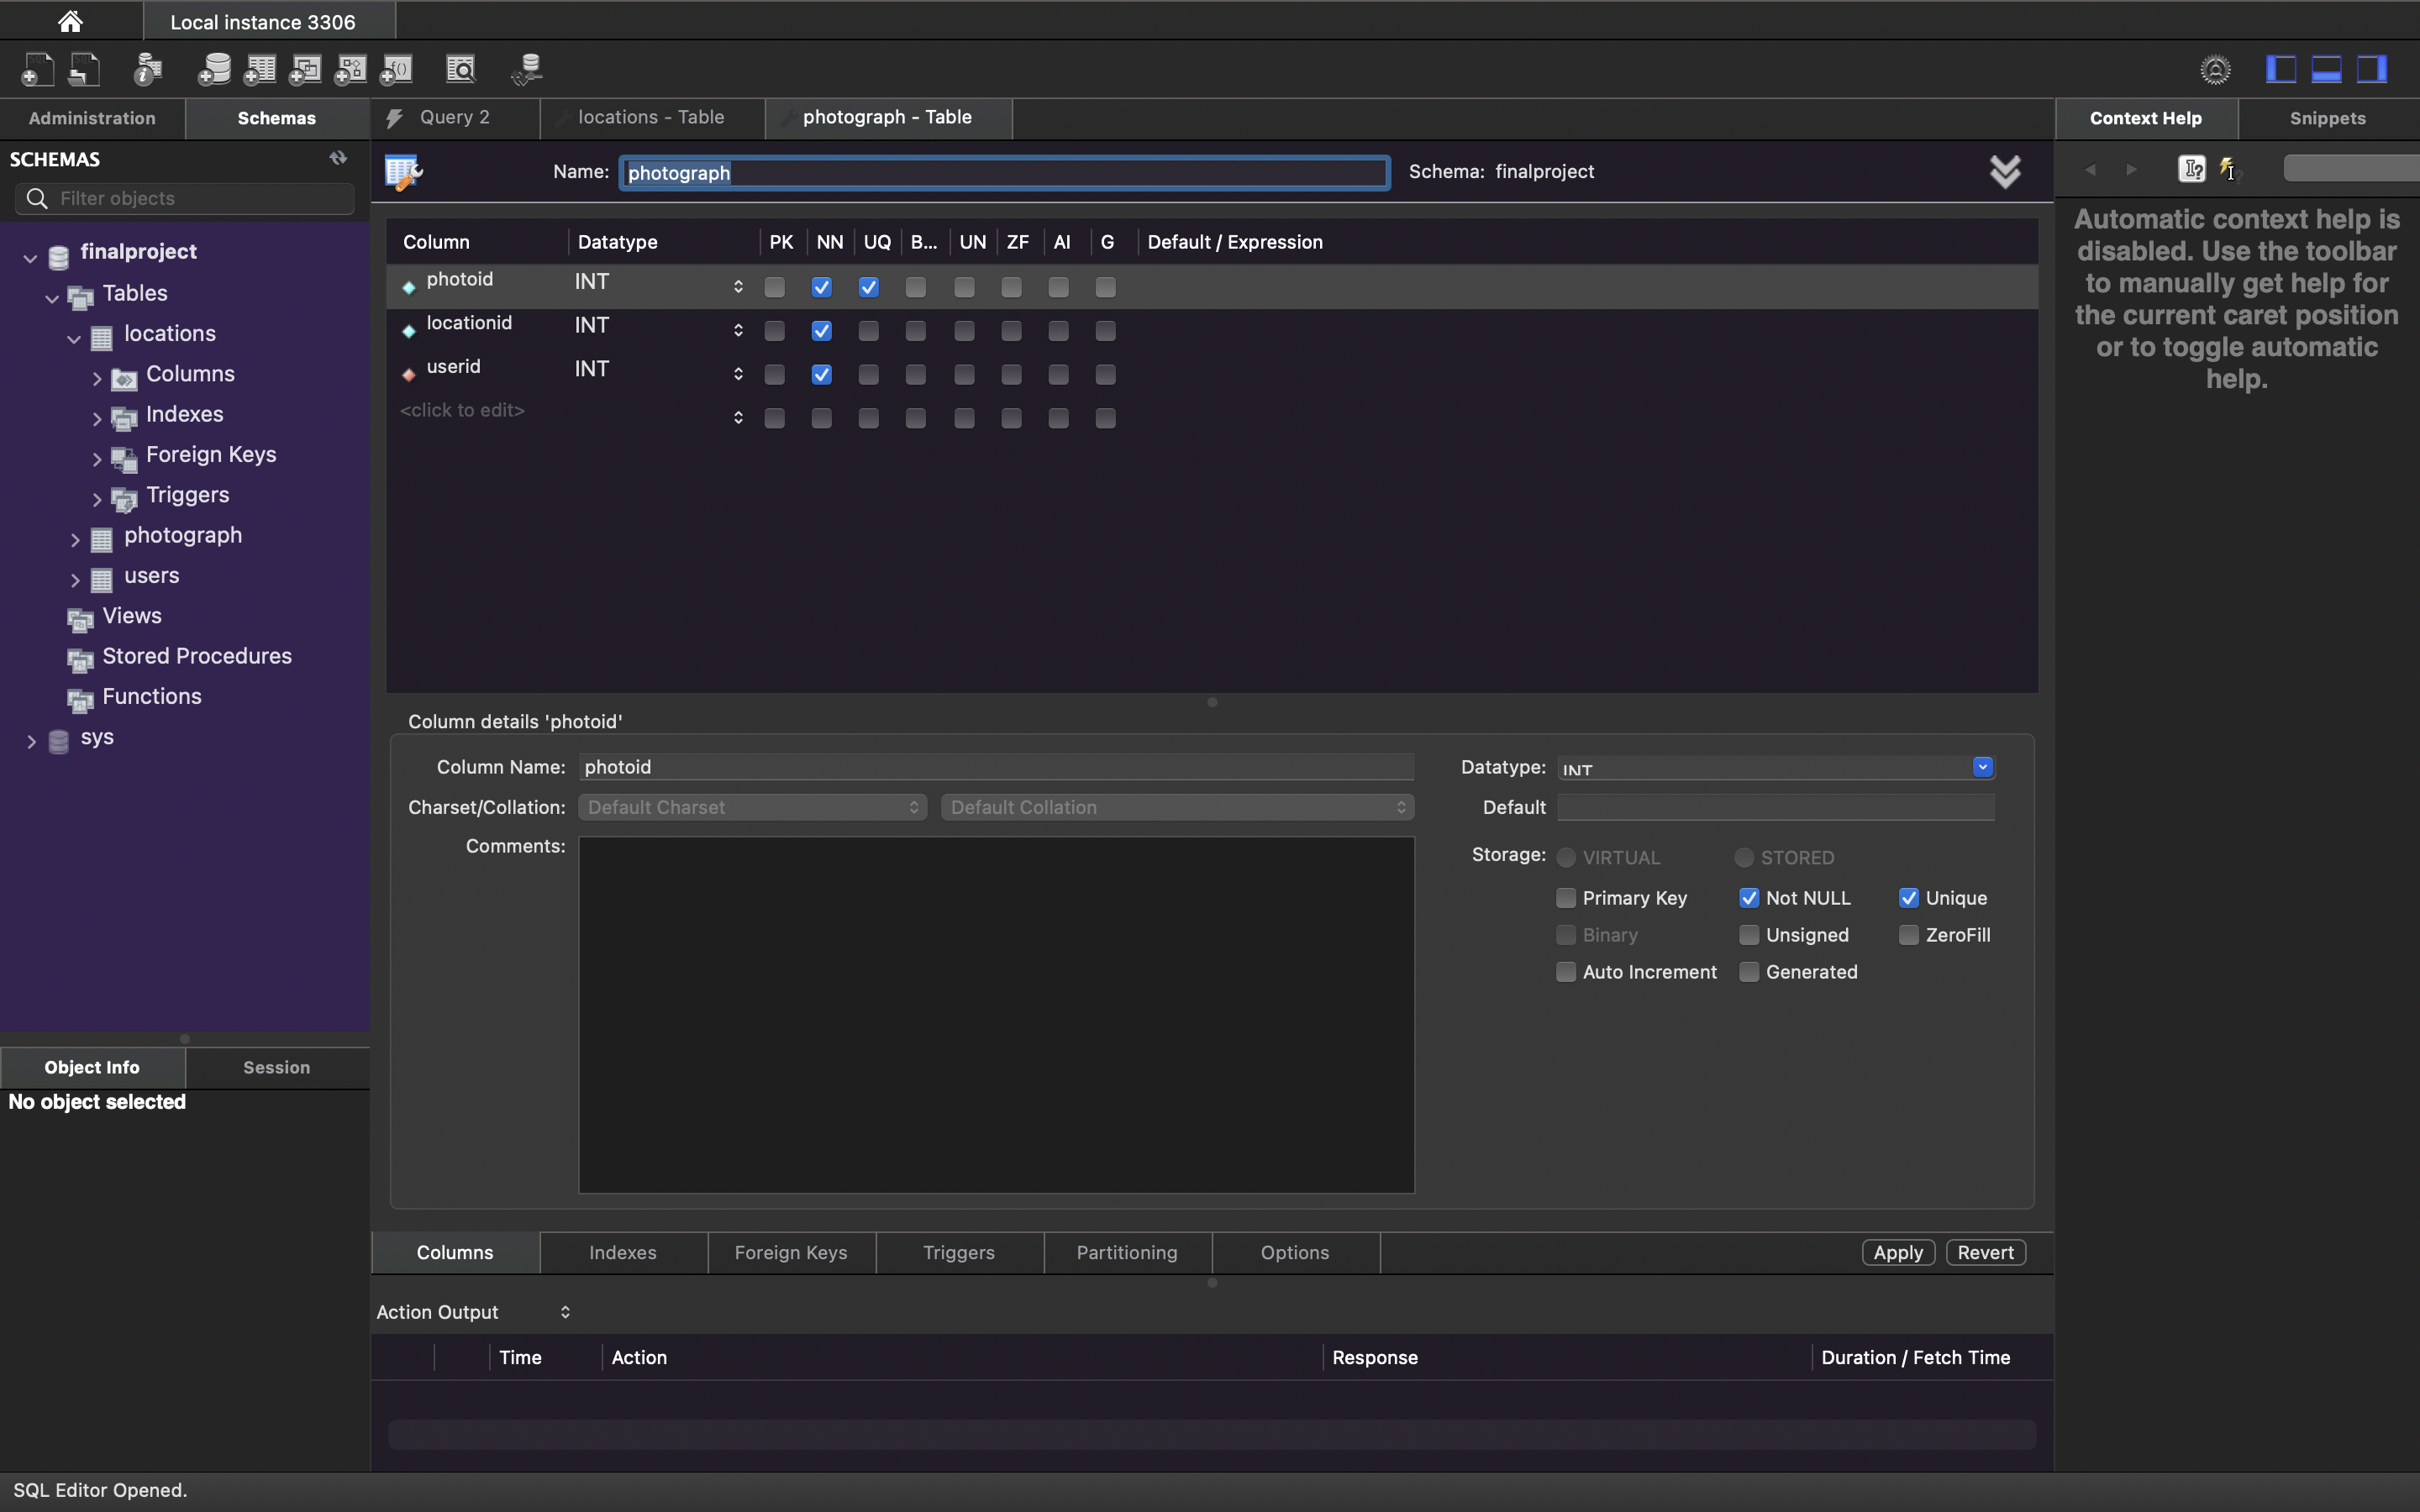 Local instance 3306
Administration
Schemas
Query 2
locations - Table
photograph - Table
Context Help
Snippets
SCHEMAS
Filter objects
Name:
photograph
Schema: finalproject
Automatic context help is
disabled. Use the toolbar
to manually get help for
the current caret position
or to toggle automatic
help.
finalproject
Tables
locations
Columns
Indexes
Foreign Keys
Triggers
photograph
users
Views
Stored Procedures
Functions
sys
Column Datatype PK NN UQ B... UN ZF AI G Default / Expression
photoid INT
locationid INT
userid INT
<click to edit>
Column details 'photoid'
Column Name: photoid
Datatype: INT
Charset/Collation: Default Charset Default Collation
Default
Comments:
Storage: VIRTUAL STORED
Primary Key Not NULL Unique
Binary Unsigned ZeroFill
Auto Increment Generated
Object Info
Session
No object selected
Columns Indexes Foreign Keys Triggers Partitioning Options
Apply Revert
Action Output
Time Action Response Duration / Fetch Time
SQL Editor Opened.